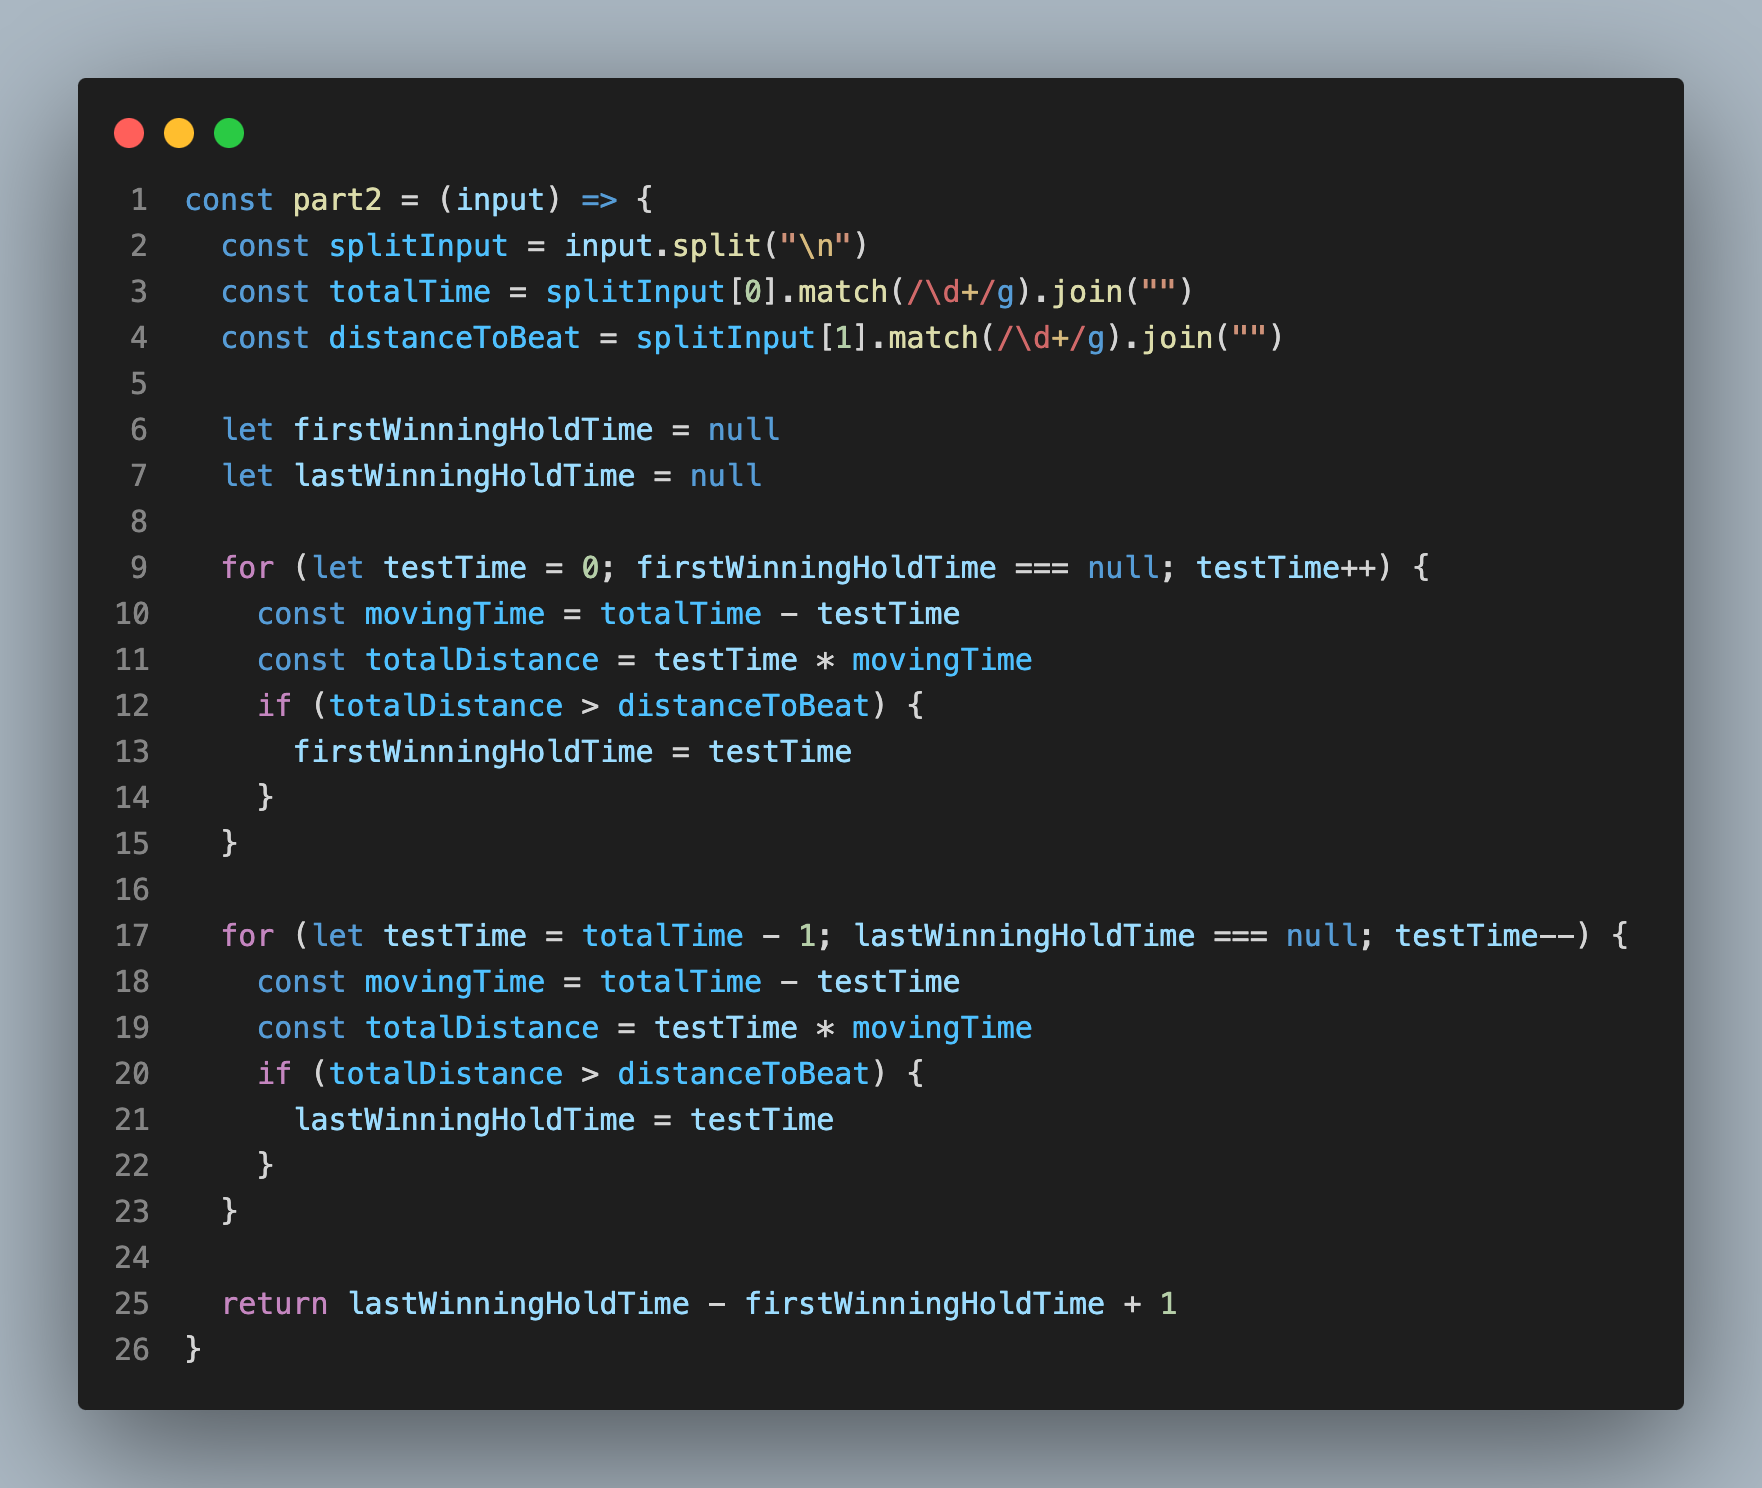 1 const part2 = (input) => {
2   const splitInput = input.split("\n")
3   const totalTime = splitInput[0].match(/\d+/g).join("")
4   const distanceToBeat = splitInput[1].match(/\d+/g).join("")
5
6   let firstWinningHoldTime = null
7   let lastWinningHoldTime = null
8
9   for (let testTime = 0; firstWinningHoldTime === null; testTime++) {
10     const movingTime = totalTime - testTime
11     const totalDistance = testTime * movingTime
12     if (totalDistance > distanceToBeat) {
13       firstWinningHoldTime = testTime
14     }
15   }
16
17   for (let testTime = totalTime - 1; lastWinningHoldTime === null; testTime--) {
18     const movingTime = totalTime - testTime
19     const totalDistance = testTime * movingTime
20     if (totalDistance > distanceToBeat) {
21       lastWinningHoldTime = testTime
22     }
23   }
24
25   return lastWinningHoldTime - firstWinningHoldTime + 1
26 }